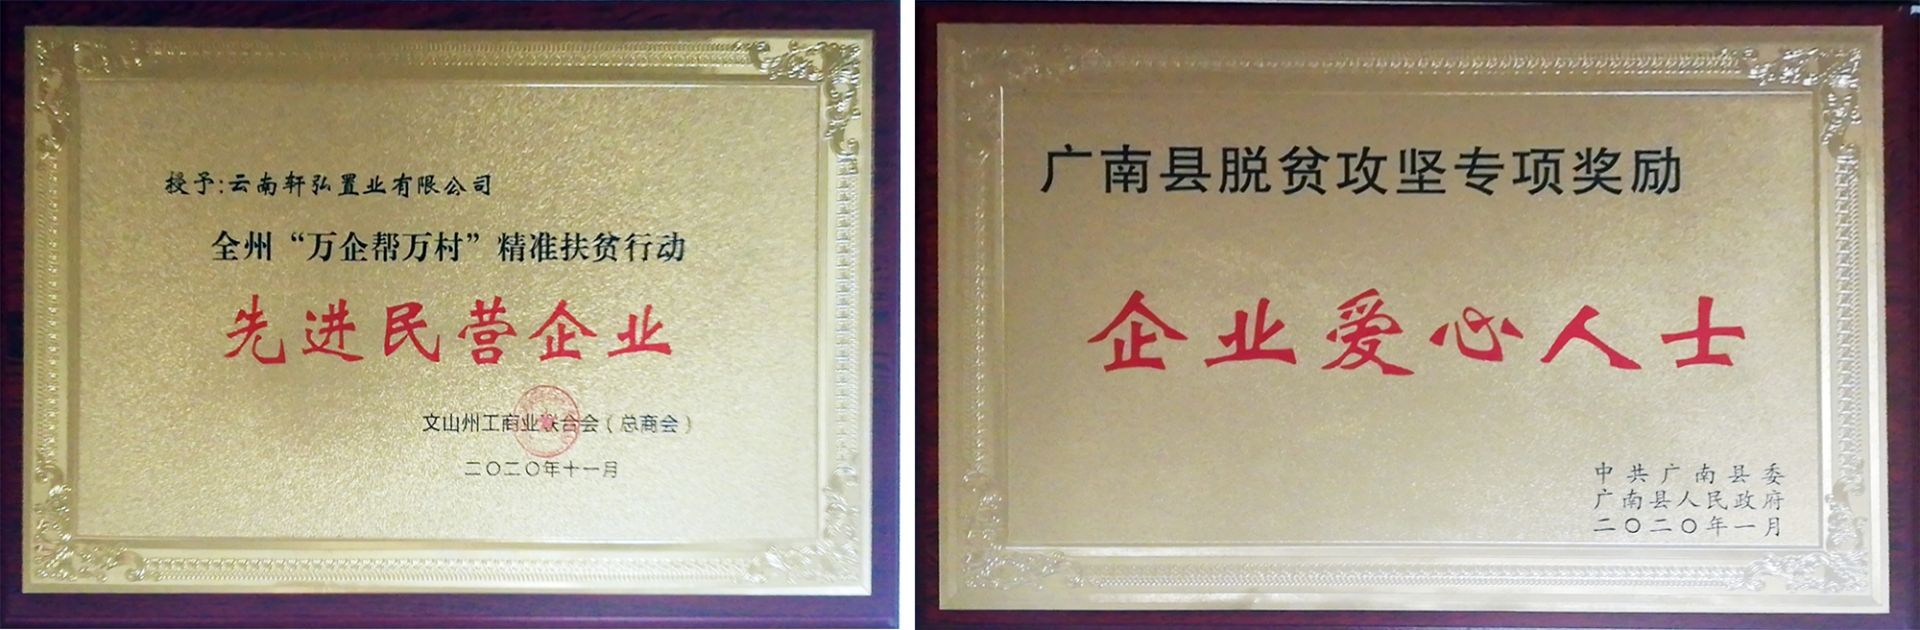 授予:云南轩弘置业有限公司
全州“万企帮万村”精准扶贫行动
先进民营企业
文山州工商业联合会(总商会)
二〇二〇年十一月
广南县脱贫攻坚专项奖励
企业爱心人士
中共广南县委
广南县人民政府
二〇二〇年一月